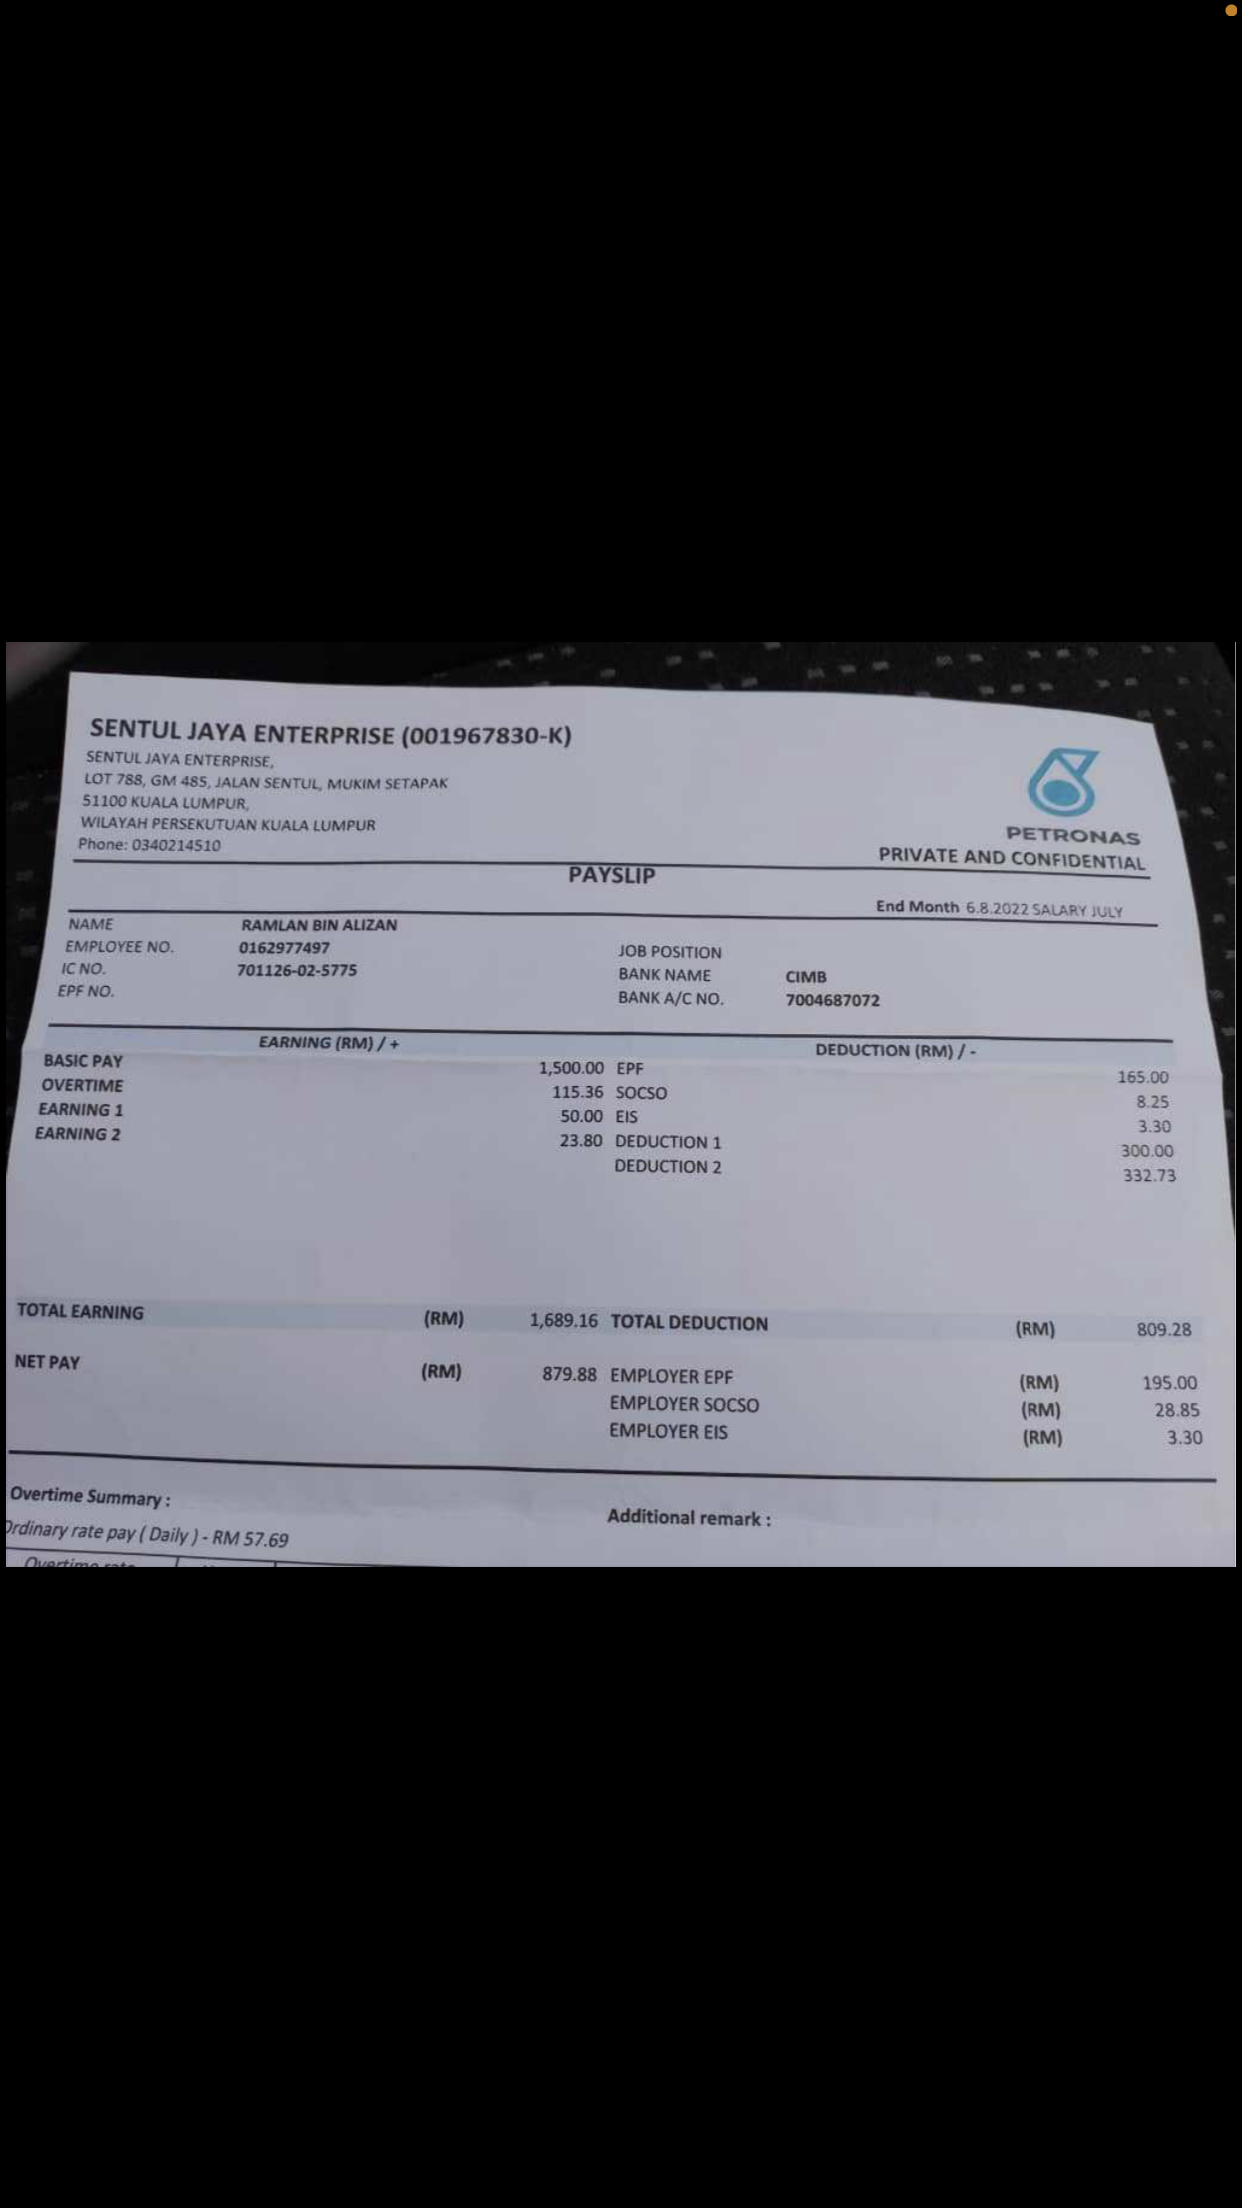 SENTUL JAYA ENTERPRISE (001967830-K)
SENTUL JAYA ENTERPRISE,
LOT 788, GM 485, JALAN SENTUL, MUKIM SETAPAK
51100 KUALA LUMPUR,
WILAYAH PERSEKUTUAN KUALA LUMPUR
Phone: 0340214510
PETRONAS
PRIVATE AND CONFIDENTIAL
PAYSLIP
End Month 6.8.2022 SALARY JULY
NAME RAMLAN BIN ALIZAN
EMPLOYEE NO. 0162977497 JOB POSITION
IC NO. 701126-02-5775 BANK NAME CIMB
EPF NO. BANK A/C NO. 7004687072
EARNING (RM) / + DEDUCTION (RM) / -
BASIC PAY 1,500.00 EPF 165.00
OVERTIME 115.36 SOCSO 8.25
EARNING 1 50.00 EIS 3.30
EARNING 2 23.80 DEDUCTION 1 300.00
DEDUCTION 2 332.73
TOTAL EARNING (RM) 1,689.16 TOTAL DEDUCTION (RM) 809.28
NET PAY (RM) 879.88 EMPLOYER EPF (RM) 195.00
EMPLOYER SOCSO (RM) 28.85
EMPLOYER EIS (RM) 3.30
Overtime Summary : Additional remark :
Ordinary rate pay ( Daily ) - RM 57.69
Overtime rate